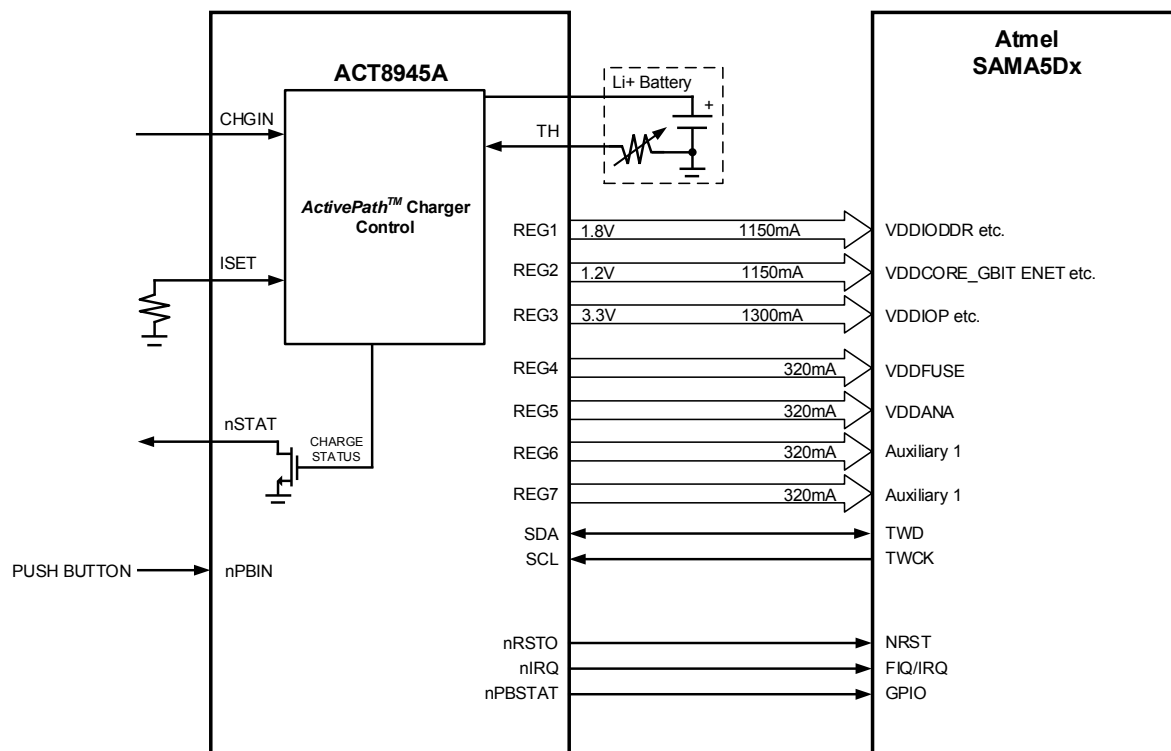 Atmel
SAMA5Dx
ACT8945A
Li+ Battery
+
CHGIN
TH
ActivePath™ Charger
Control
REG1 1.8V 1150mA VDDIODDR etc.
ISET
REG2 1.2V 1150mA VDDCORE_GBIT ENET etc.
REG3 3.3V 1300mA VDDIOP etc.
REG4 320mA VDDFUSE
REG5 320mA VDDANA
nSTAT
CHARGE
STATUS
REG6 320mA Auxiliary 1
REG7 320mA Auxiliary 1
SDA TWD
SCL TWCK
PUSH BUTTON nPBIN
nRSTO NRST
nIRQ FIQ/IRQ
nPBSTAT GPIO